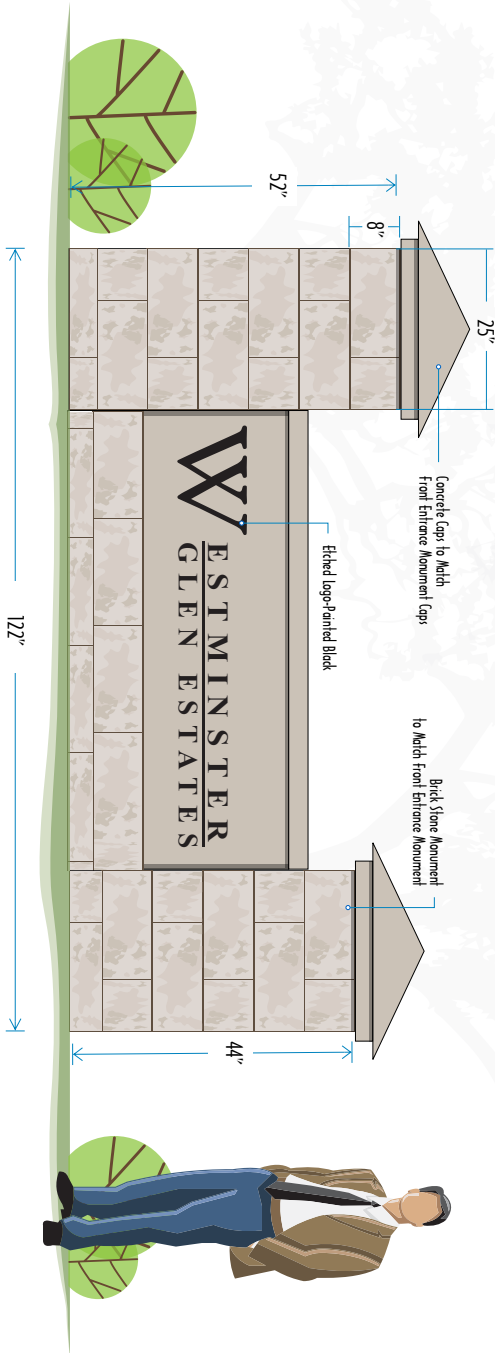 25"
Concrete Caps to Match
Front Entrance Monument Caps
Brick Stone Monument
to Match Front Entrance Monument
8"
Etched Logo-Painted Black
52"
44"
WESTMINSTER
GLEN ESTATES
122"